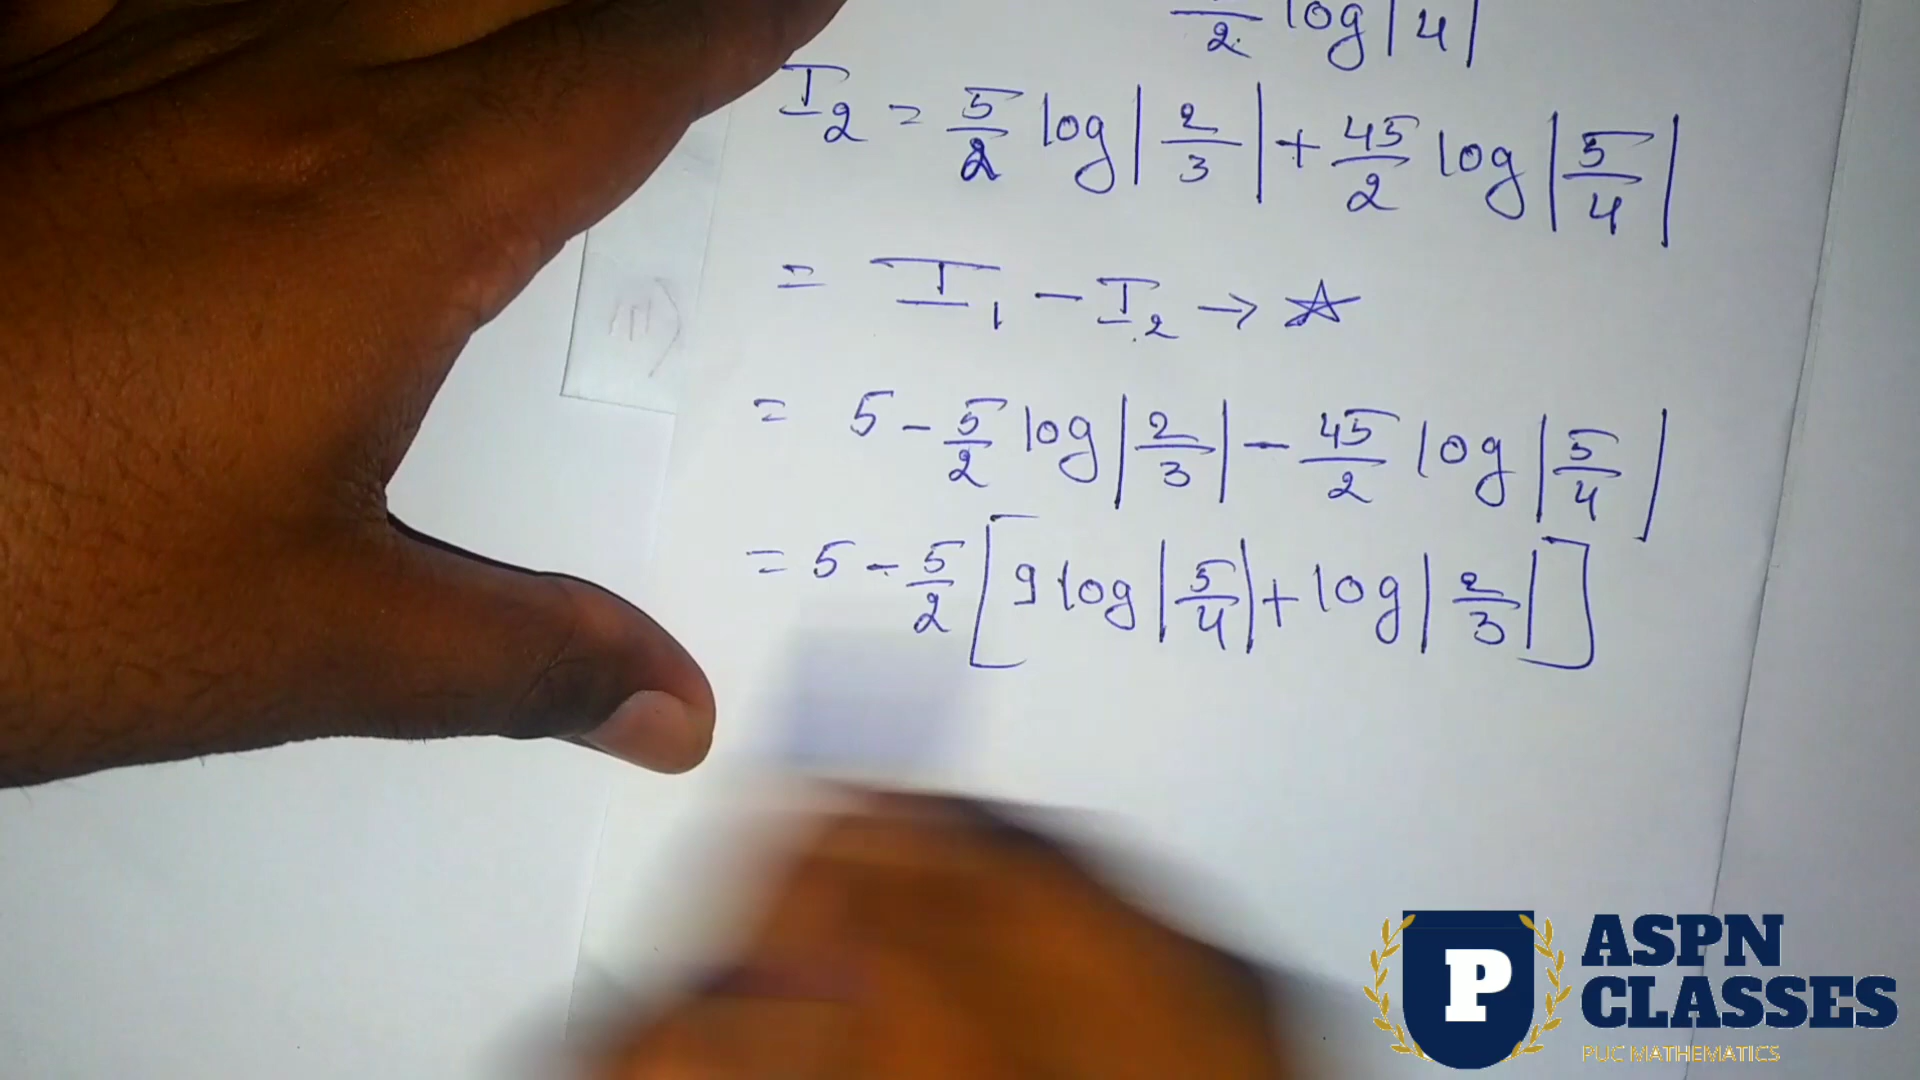 /2 log|4|
I₂ = 5/2 log|2/3| + 45/2 log|5/4|
= I₁ - I₂ → ☆
= 5 - 5/2 log|2/3| - 45/2 log|5/4|
= 5 - 5/2 [9 log|5/4| + log|2/3|]
P
ASPN
CLASSES
PUC MATHEMATICS